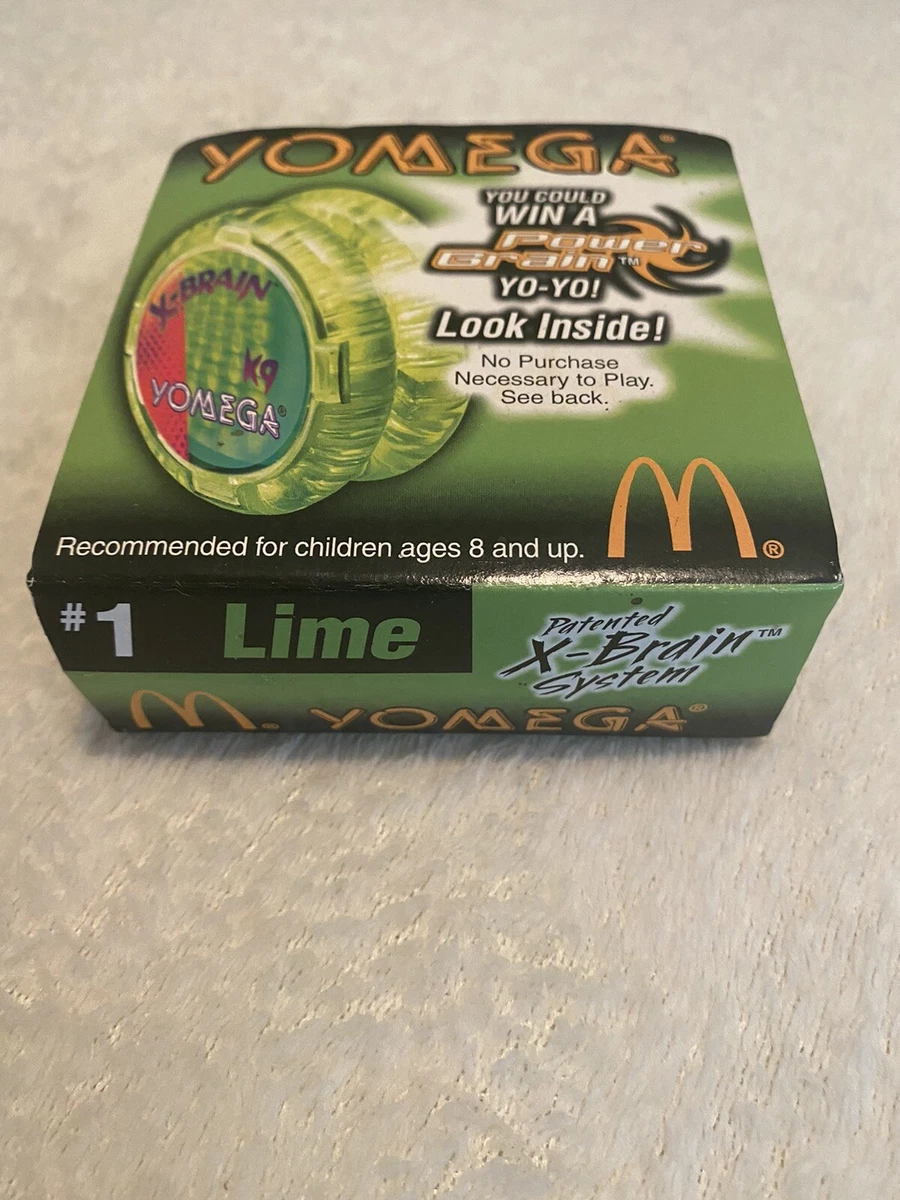 YOMEGA®
YOU COULD
WIN A
Power
Brain™
YO-YO!
Look Inside!
No Purchase
Necessary to Play.
See back.
X-BRAIN™
K9
YOMEGA®
Recommended for children ages 8 and up.
M®
#1 Lime
Patented
X-Brain™
System
M® YOMEGA®